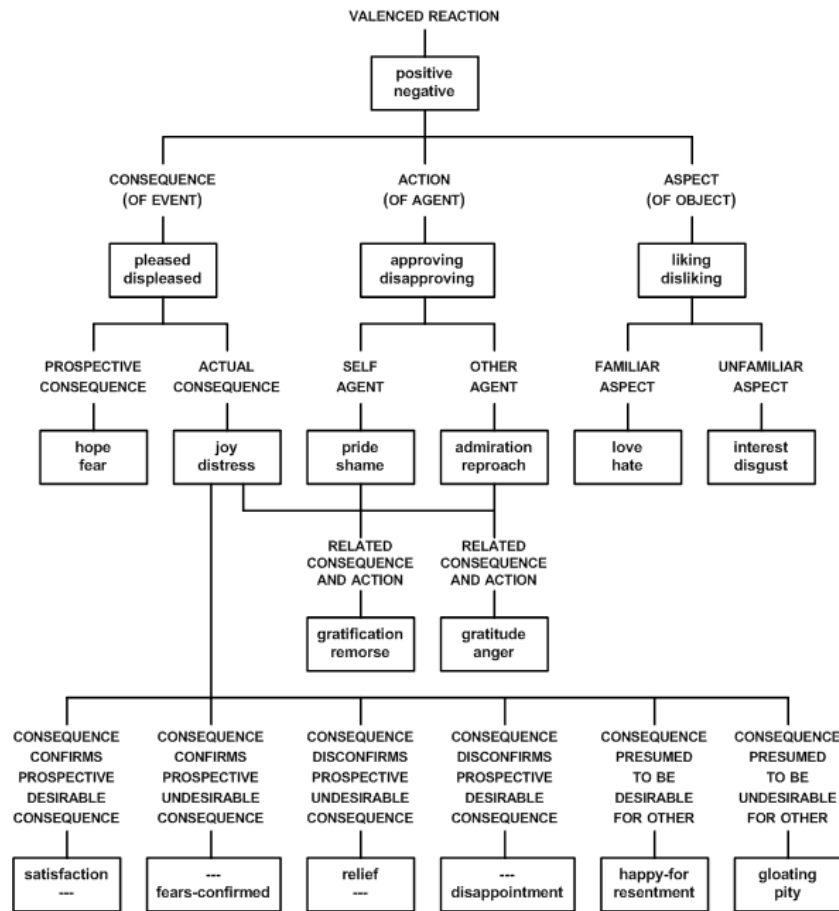 VALENCED REACTION
positive
negative
CONSEQUENCE
(OF EVENT)
ACTION
(OF AGENT)
ASPECT
(OF OBJECT)
pleased
displeased
approving
disapproving
liking
disliking
PROSPECTIVE
CONSEQUENCE
ACTUAL
CONSEQUENCE
SELF
AGENT
OTHER
AGENT
FAMILIAR
ASPECT
UNFAMILIAR
ASPECT
hope
fear
joy
distress
pride
shame
admiration
reproach
love
hate
interest
disgust
RELATED
CONSEQUENCE
AND ACTION
RELATED
CONSEQUENCE
AND ACTION
gratification
remorse
gratitude
anger
CONSEQUENCE
CONFIRMS
PROSPECTIVE
DESIRABLE
CONSEQUENCE
CONSEQUENCE
CONFIRMS
PROSPECTIVE
UNDESIRABLE
CONSEQUENCE
CONSEQUENCE
DISCONFIRMS
PROSPECTIVE
UNDESIRABLE
CONSEQUENCE
CONSEQUENCE
DISCONFIRMS
PROSPECTIVE
DESIRABLE
CONSEQUENCE
CONSEQUENCE
PRESUMED
TO BE
DESIRABLE
FOR OTHER
CONSEQUENCE
PRESUMED
TO BE
UNDESIRABLE
FOR OTHER
satisfaction
---
---
fears-confirmed
relief
---
---
disappointment
happy-for
resentment
gloating
pity